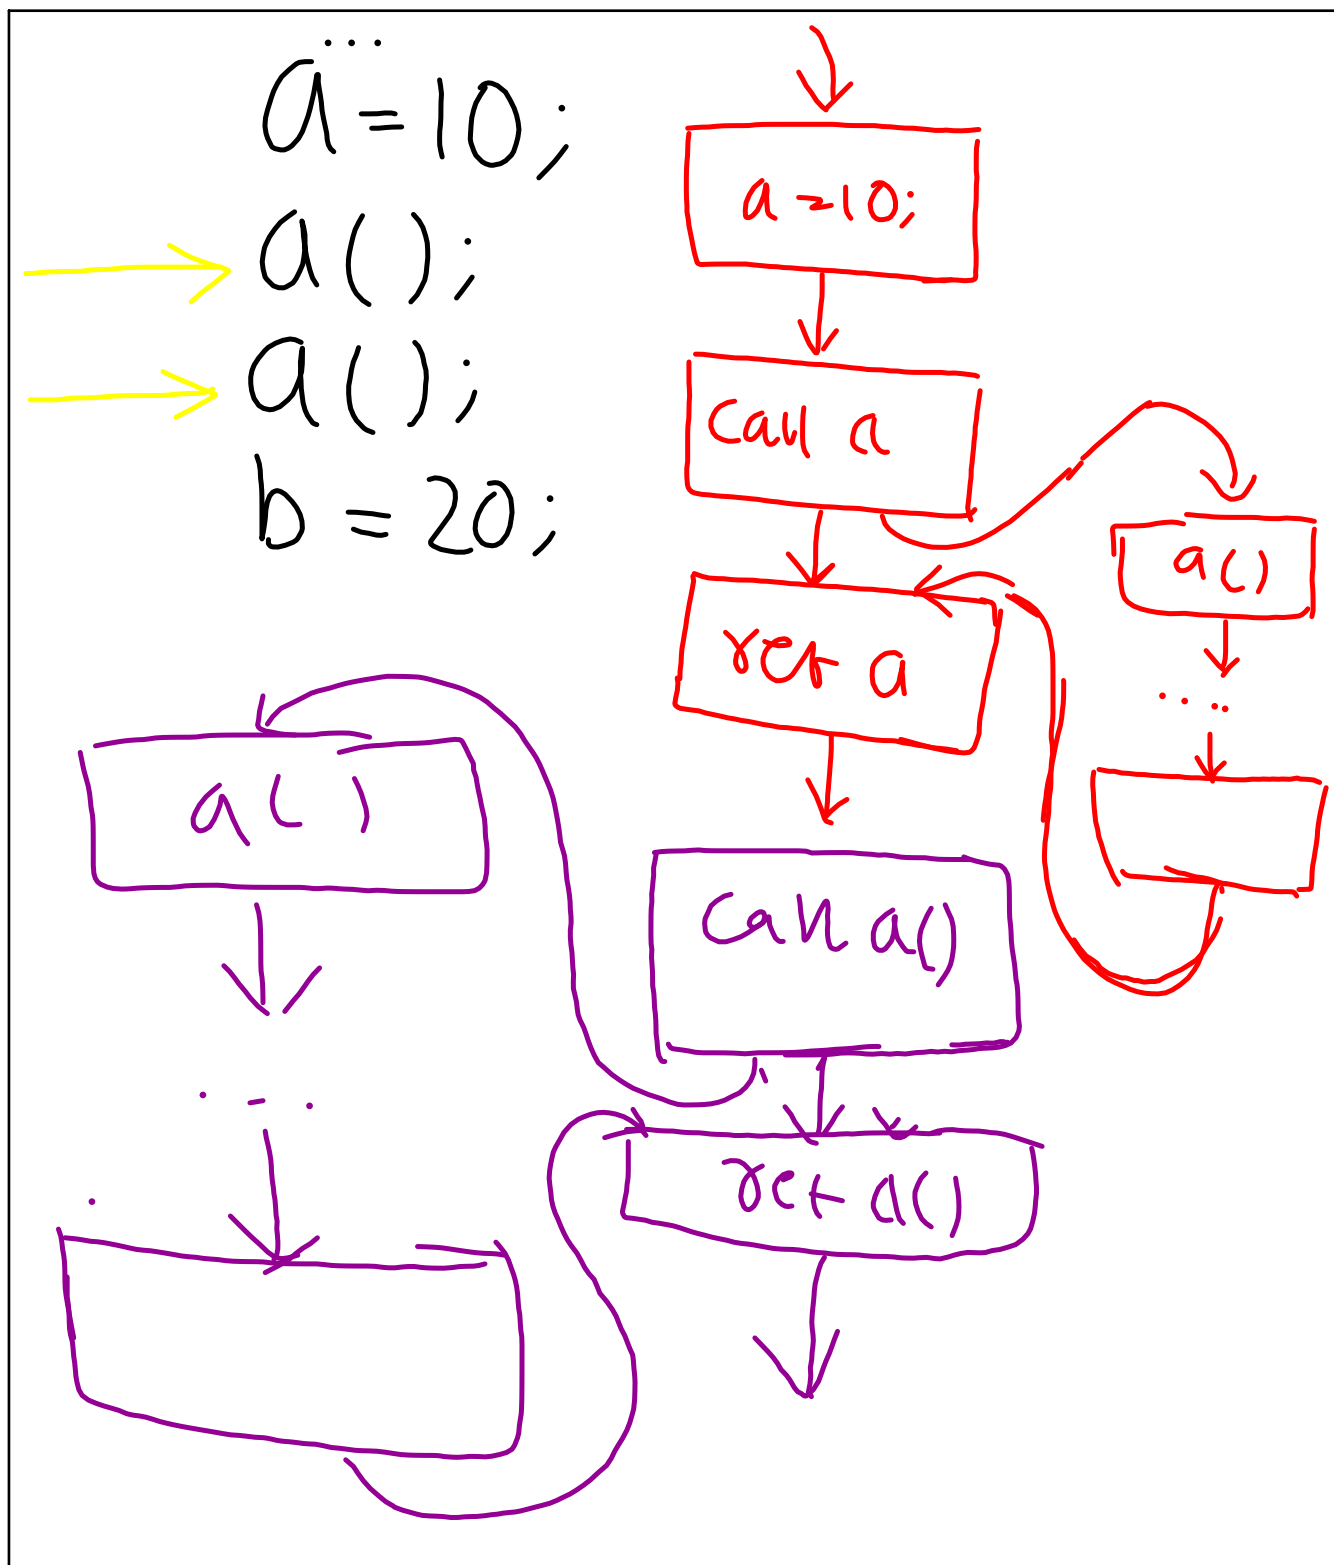 ...
a = 10;
a();
a();
b = 20;
a = 10;
call a
ret a
a()
....
call a()
ret a()
a()
. - .